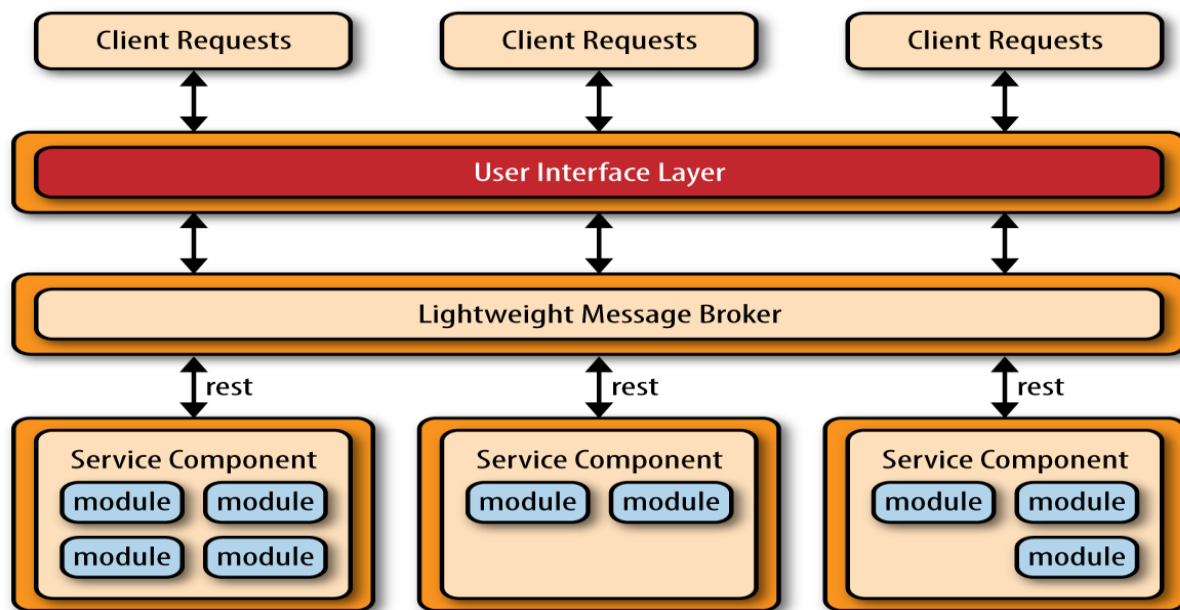 Client Requests
Client Requests
Client Requests
User Interface Layer
Lightweight Message Broker
rest
rest
rest
Service Component
module
module
module
module
Service Component
module
module
Service Component
module
module
module